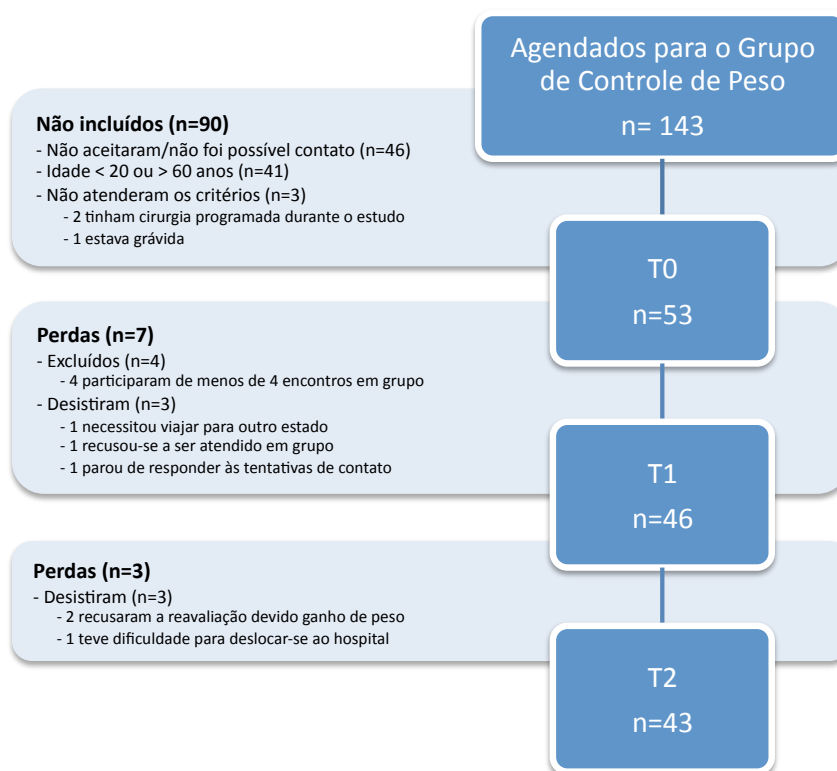 Agendados para o Grupo
de Controle de Peso
n= 143
Não incluídos (n=90)
- Não aceitaram/não foi possível contato (n=46)
- Idade < 20 ou > 60 anos (n=41)
- Não atenderam os critérios (n=3)
- 2 tinham cirurgia programada durante o estudo
- 1 estava grávida
T0
n=53
Perdas (n=7)
- Excluídos (n=4)
- 4 participaram de menos de 4 encontros em grupo
- Desistiram (n=3)
- 1 necessitou viajar para outro estado
- 1 recusou-se a ser atendido em grupo
- 1 parou de responder às tentativas de contato
T1
n=46
Perdas (n=3)
- Desistiram (n=3)
- 2 recusaram a reavaliação devido ganho de peso
- 1 teve dificuldade para deslocar-se ao hospital
T2
n=43